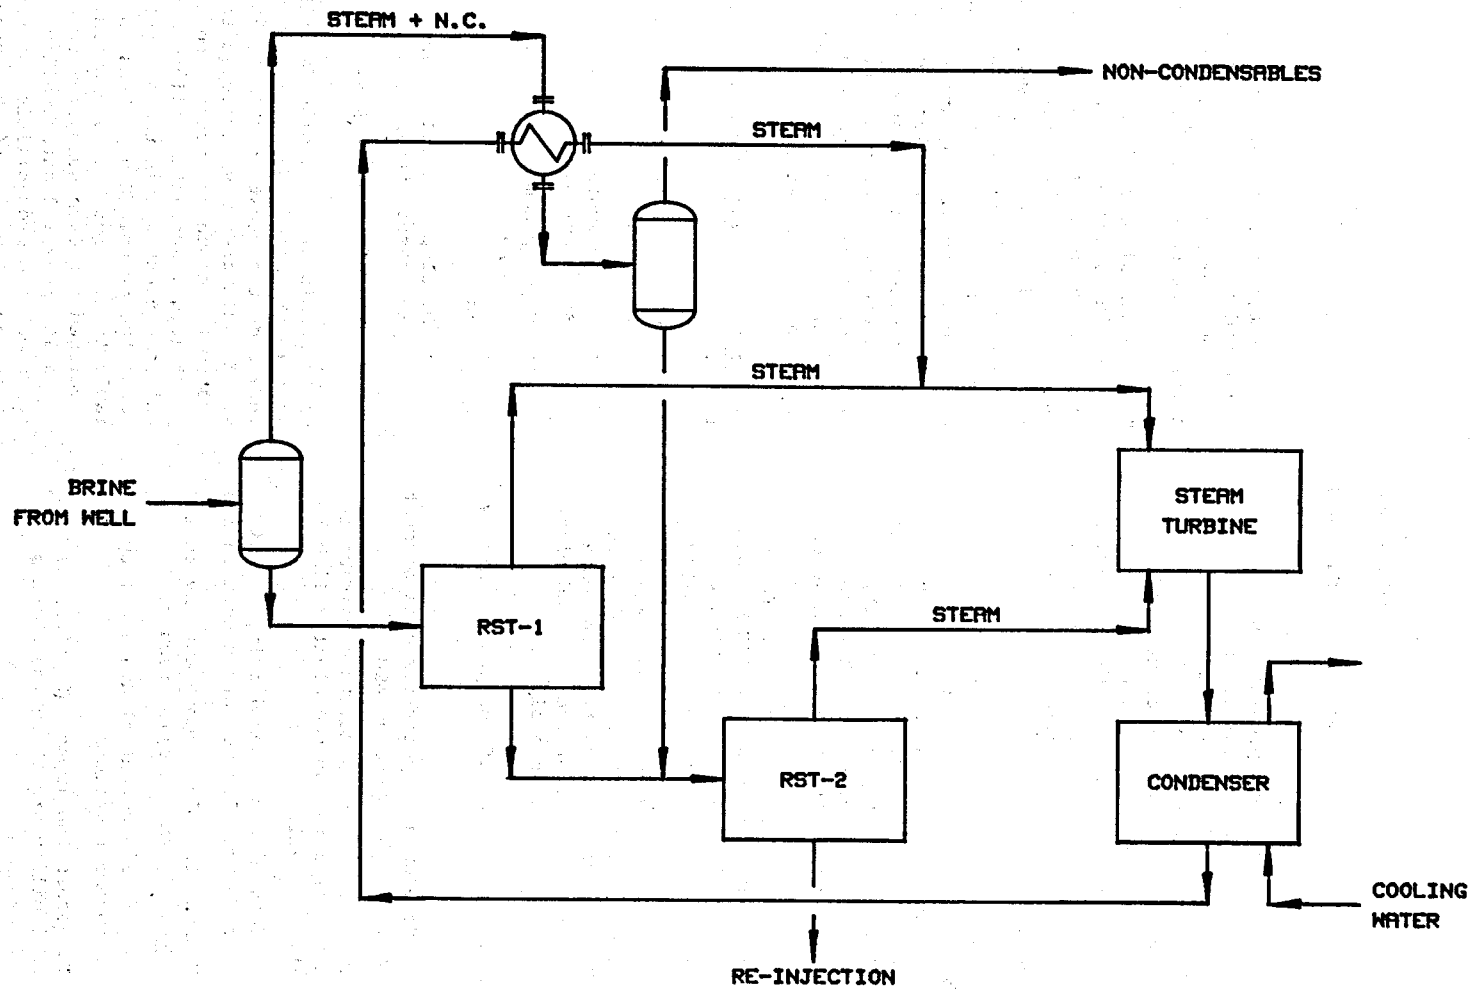 STEAM + N.C.
NON-CONDENSABLES
STEAM
STEAM
BRINE
FROM WELL
STEAM
TURBINE
RST-1
STEAM
RST-2
CONDENSER
COOLING
WATER
RE-INJECTION